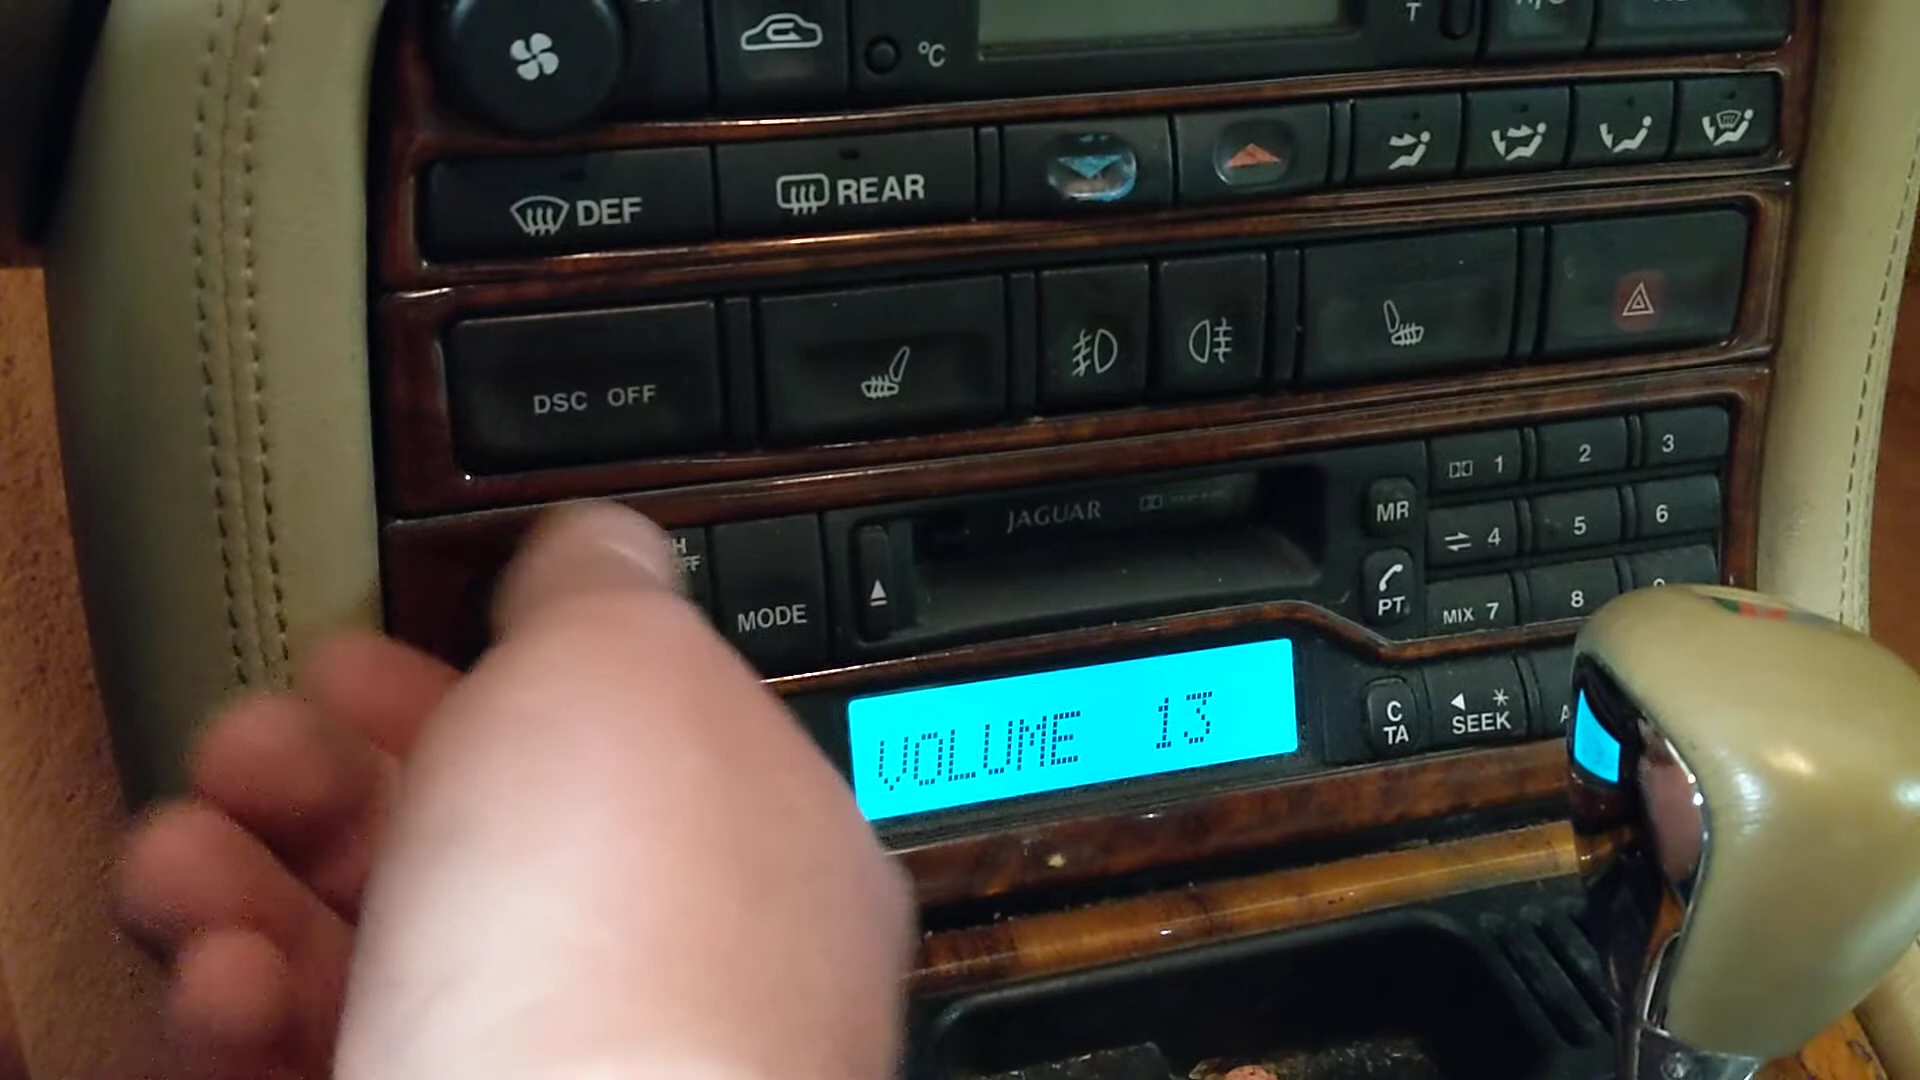 T
°C
DEF
REAR
DSC OFF
JAGUAR
MODE
MR
PT
1
2
3
4
5
6
MIX 7
8
VOLUME 13
C
TA
SEEK